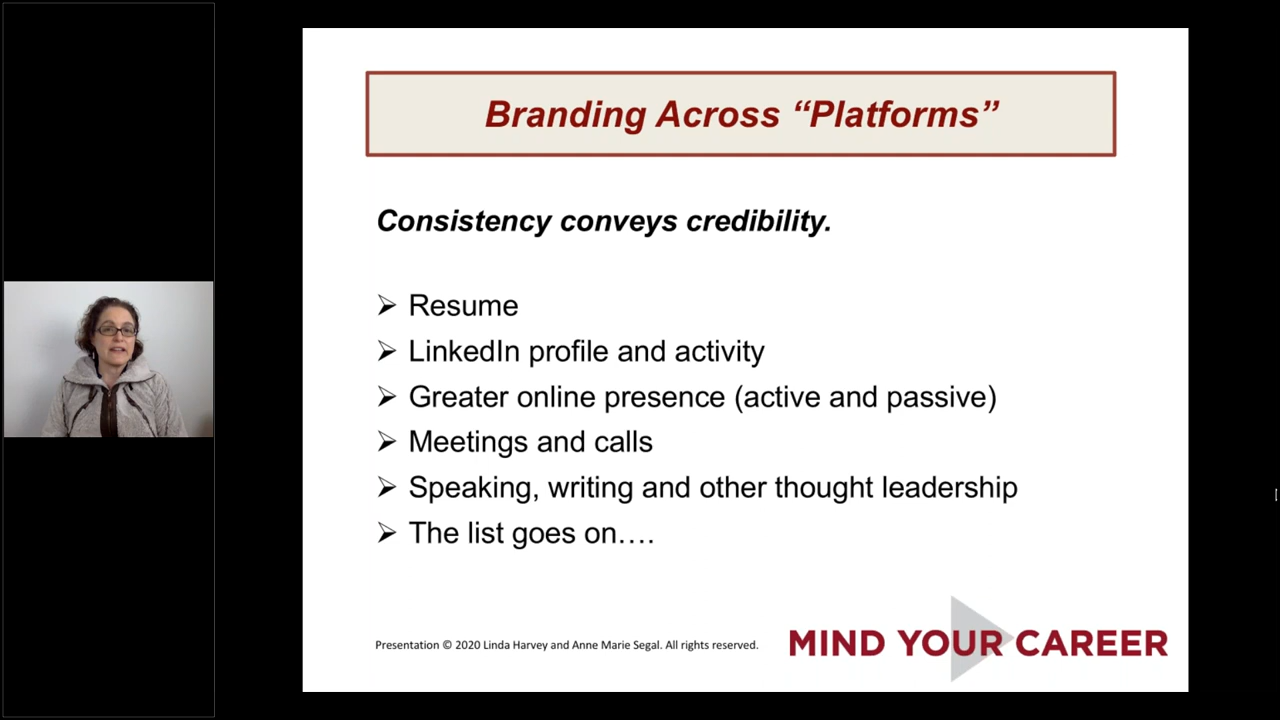 Branding Across “Platforms”
Consistency conveys credibility.
➢ Resume
➢ LinkedIn profile and activity
➢ Greater online presence (active and passive)
➢ Meetings and calls
➢ Speaking, writing and other thought leadership
➢ The list goes on….
Presentation © 2020 Linda Harvey and Anne Marie Segal. All rights reserved.
MIND YOUR CAREER